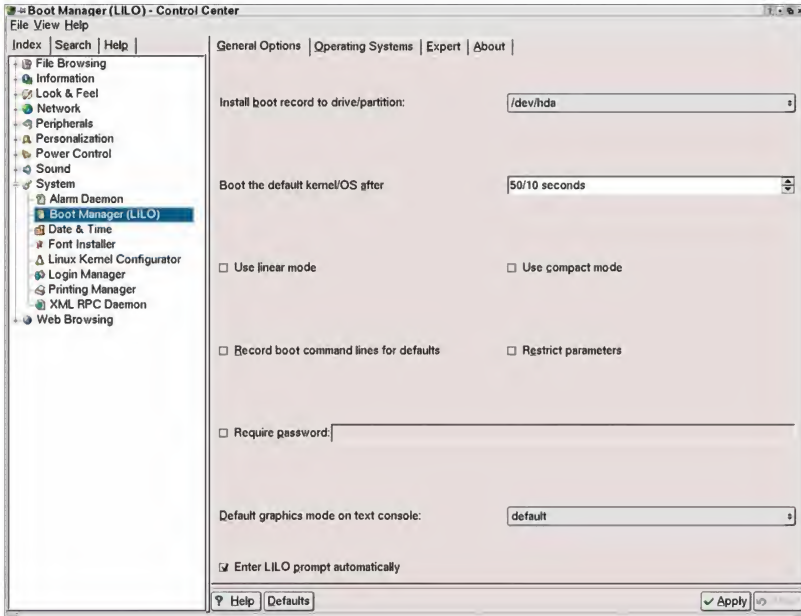 Boot Manager (LILO) - Control Center
File View Help
Index Search Help
File Browsing
Information
Look & Feel
Network
Peripherals
Personalization
Power Control
Sound
System
Alarm Daemon
Boot Manager (LILO)
Date & Time
Font Installer
Linux Kernel Configurator
Login Manager
Printing Manager
XML RPC Daemon
Web Browsing
General Options Operating Systems Expert About
Install boot record to drive/partition: /dev/hda
Boot the default kernel/OS after 50/10 seconds
Use linear mode Use compact mode
Record boot command lines for defaults Restrict parameters
Require password:
Default graphics mode on text console: default
Enter LILO prompt automatically
? Help Defaults Apply